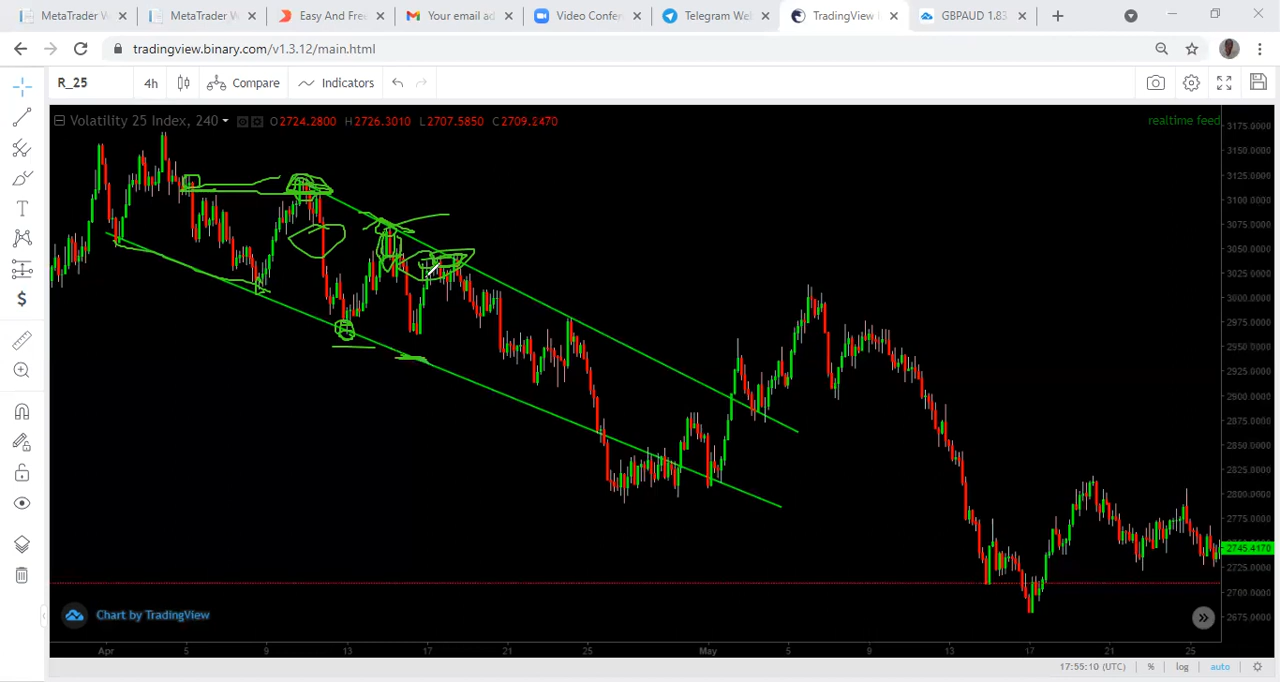 MetaTrader W
MetaTrader W
Easy And Free
Your email ad
Video Confer
Telegram Web
TradingView
GBPAUD 1.83
tradingview.binary.com/v1.3.12/main.html
R_25
4h
Compare
Indicators
Volatility 25 Index, 240
O2724.2800 H2726.3010 L2707.5850 C2709.2470
realtime feed
3175.0000
3150.0000
3125.0000
3100.0000
3075.0000
3050.0000
3025.0000
3000.0000
2975.0000
2950.0000
2925.0000
2900.0000
2875.0000
2850.0000
2825.0000
2800.0000
2775.0000
2745.4170
2725.0000
2700.0000
2675.0000
Chart by TradingView
Apr 5 9 13 17 21 25 May 5 9 13 17 21 25
17:55:10 (UTC) % log auto